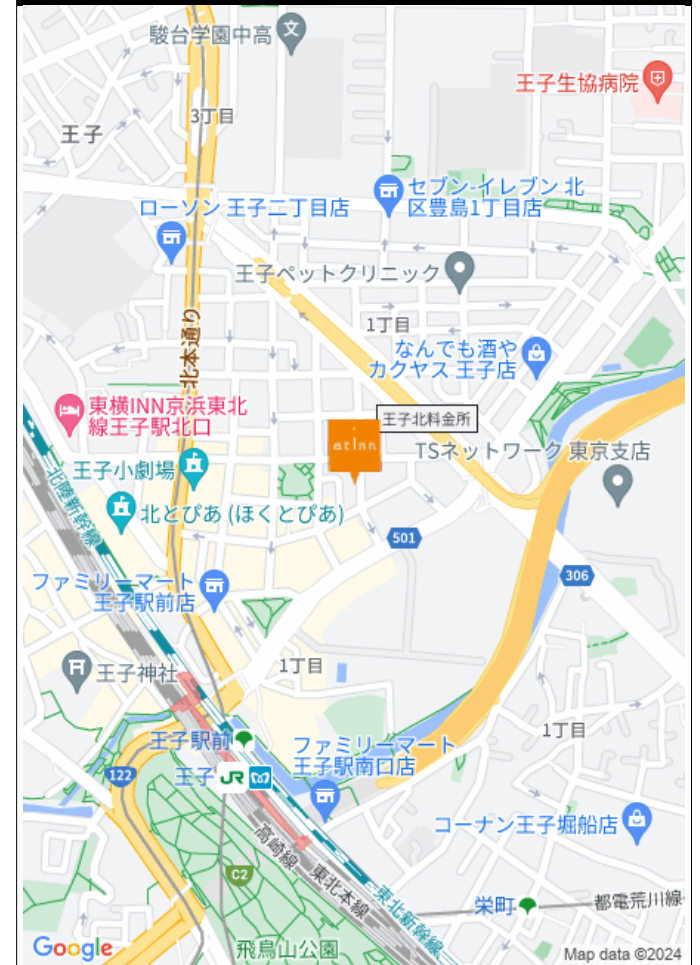 駿台学園中高
王子生協病院
3丁目
王子
セブン-イレブン 北
区豊島1丁目店
ローソン 王子二丁目店
王子ペットクリニック
1丁目
北本通り
なんでも酒や
カクヤス 王子店
東横INN京浜東北
線王子駅北口
王子北料金所
atinn
TSネットワーク 東京支店
王子小劇場
北陸新幹線
北とぴあ (ほくとぴあ)
501
306
ファミリーマート
王子駅前店
1丁目
王子神社
1丁目
王子駅前
ファミリーマート
王子駅南口店
122
王子
JR
コーナン王子堀船店
高崎線
C2
東北本線
東北新幹線
栄町
都電荒川線
飛鳥山公園
Google
Map data ©2024